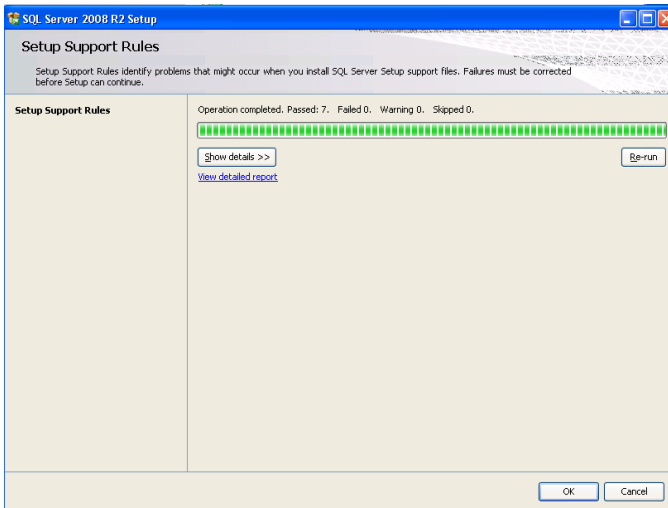 SQL Server 2008 R2 Setup
Setup Support Rules
Setup Support Rules identify problems that might occur when you install SQL Server Setup support files. Failures must be corrected
before Setup can continue.
Setup Support Rules
Operation completed. Passed: 7. Failed 0. Warning 0. Skipped 0.
Show details >>
Re-run
View detailed report
OK
Cancel